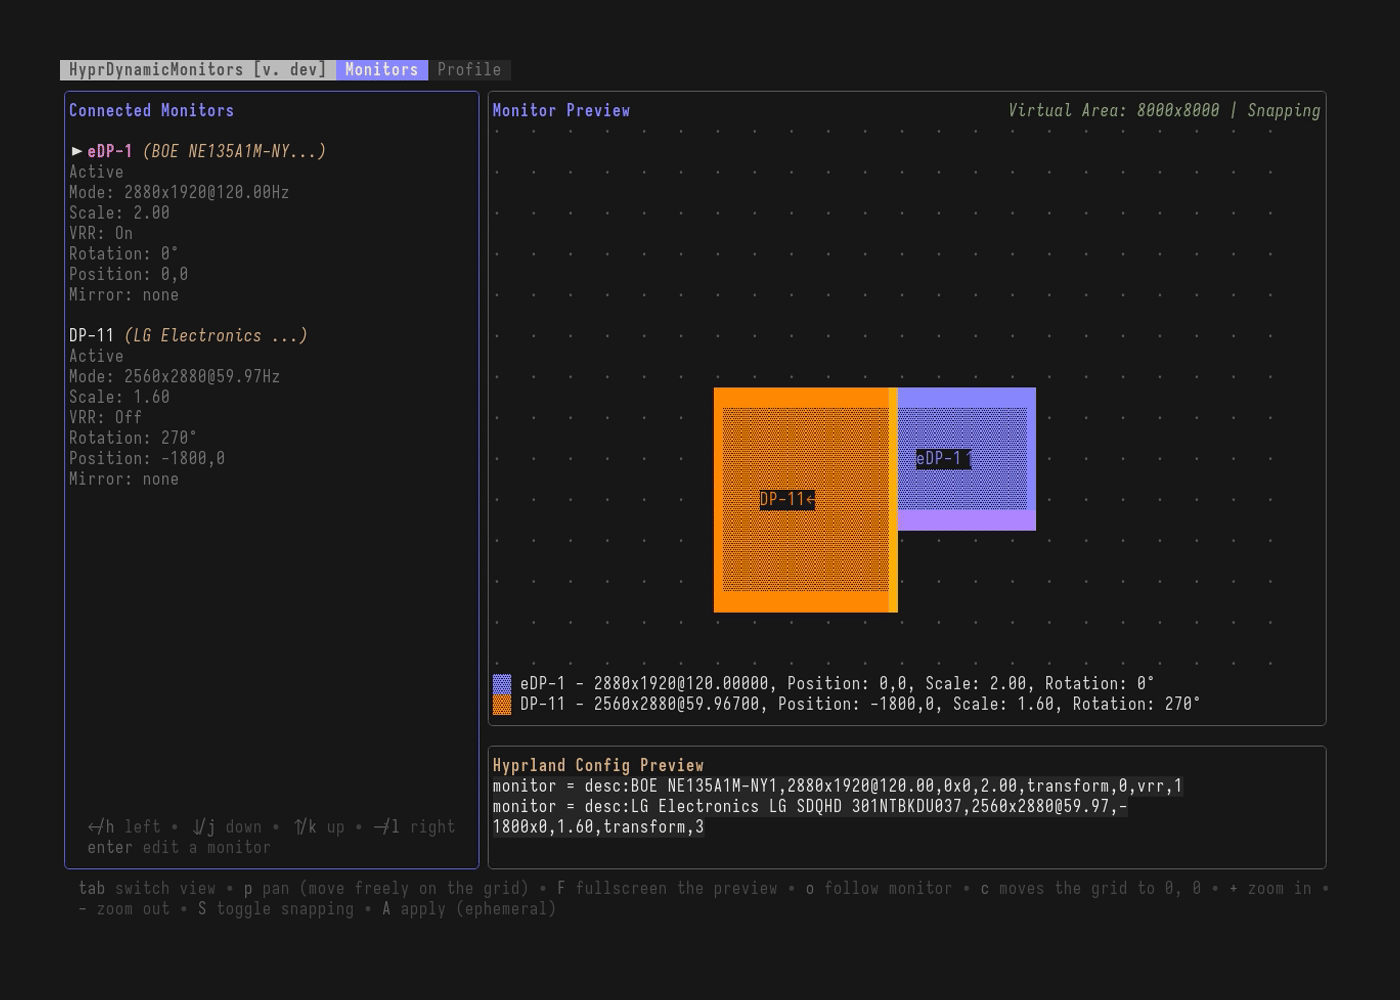 HyprDynamicMonitors [v. dev] Monitors Profile
Connected Monitors
►eDP-1 (BOE NE135A1M-NY...)
Active
Mode: 2880x1920@120.00Hz
Scale: 2.00
VRR: On
Rotation: 0°
Position: 0,0
Mirror: none
DP-11 (LG Electronics ...)
Active
Mode: 2560x2880@59.97Hz
Scale: 1.60
VRR: Off
Rotation: 270°
Position: -1800,0
Mirror: none
←/h left • ↓/j down • ↑/k up • →/l right
enter edit a monitor
Monitor Preview
Virtual Area: 8000x8000 | Snapping
eDP-1↑
DP-11←
eDP-1 - 2880x1920@120.00000, Position: 0,0, Scale: 2.00, Rotation: 0°
DP-11 - 2560x2880@59.96700, Position: -1800,0, Scale: 1.60, Rotation: 270°
Hyprland Config Preview
monitor = desc:BOE NE135A1M-NY1,2880x1920@120.00,0x0,2.00,transform,0,vrr,1
monitor = desc:LG Electronics LG SDQHD 301NTBKDU037,2560x2880@59.97,-
1800x0,1.60,transform,3
tab switch view • p pan (move freely on the grid) • F fullscreen the preview • o follow monitor • c moves the grid to 0, 0 • + zoom in •
- zoom out • S toggle snapping • A apply (ephemeral)